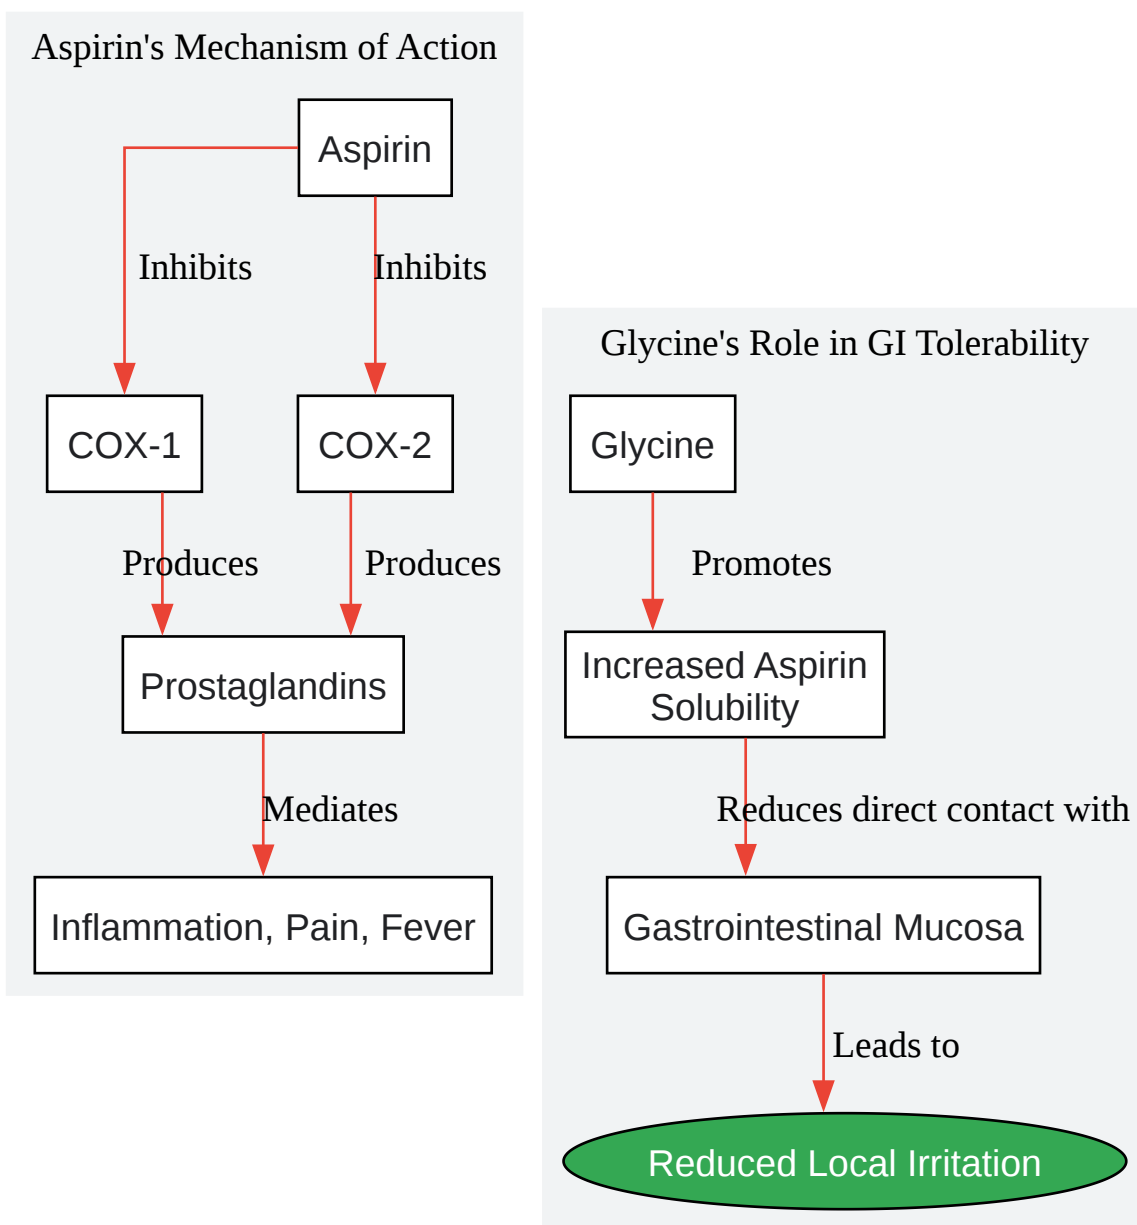 Aspirin's Mechanism of Action
Aspirin
Inhibits
Inhibits
COX-1
COX-2
Produces
Produces
Prostaglandins
Mediates
Inflammation, Pain, Fever
Glycine's Role in GI Tolerability
Glycine
Promotes
Increased Aspirin
Solubility
Reduces direct contact with
Gastrointestinal Mucosa
Leads to
Reduced Local Irritation